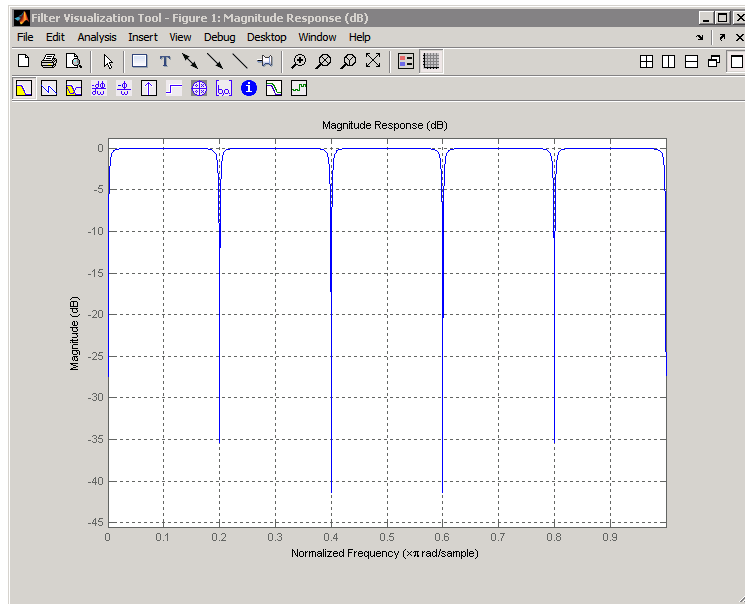 Filter Visualization Tool - Figure 1: Magnitude Response (dB)
File Edit Analysis Insert View Debug Desktop Window Help
Magnitude Response (dB)
0
-5
-10
-15
-20
-25
-30
-35
-40
-45
Magnitude (dB)
0 0.1 0.2 0.3 0.4 0.5 0.6 0.7 0.8 0.9
Normalized Frequency (×π rad/sample)